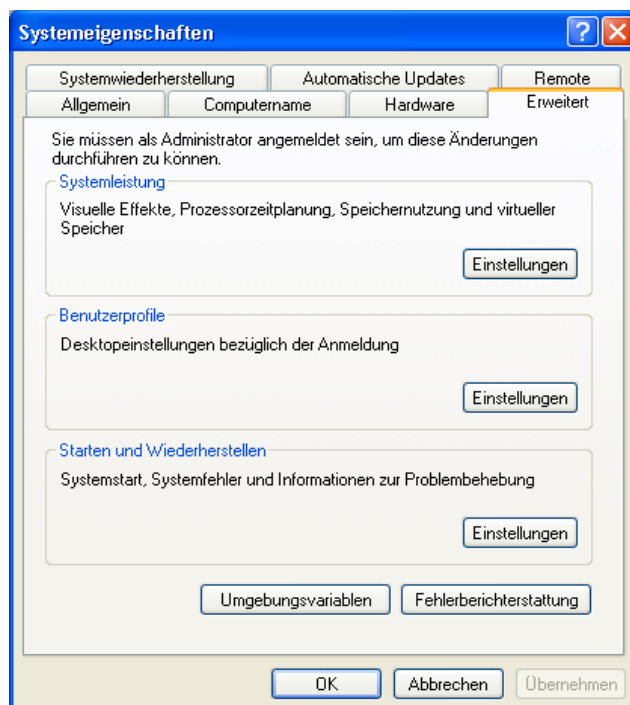 Systemeigenschaften
Systemwiederherstellung Automatische Updates Remote
Allgemein Computername Hardware Erweitert
Sie müssen als Administrator angemeldet sein, um diese Änderungen
durchführen zu können.
Systemleistung
Visuelle Effekte, Prozessorzeitplanung, Speichernutzung und virtueller
Speicher
Einstellungen
Benutzerprofile
Desktopeinstellungen bezüglich der Anmeldung
Einstellungen
Starten und Wiederherstellen
Systemstart, Systemfehler und Informationen zur Problembehebung
Einstellungen
Umgebungsvariablen Fehlerberichterstattung
OK Abbrechen Übernehmen